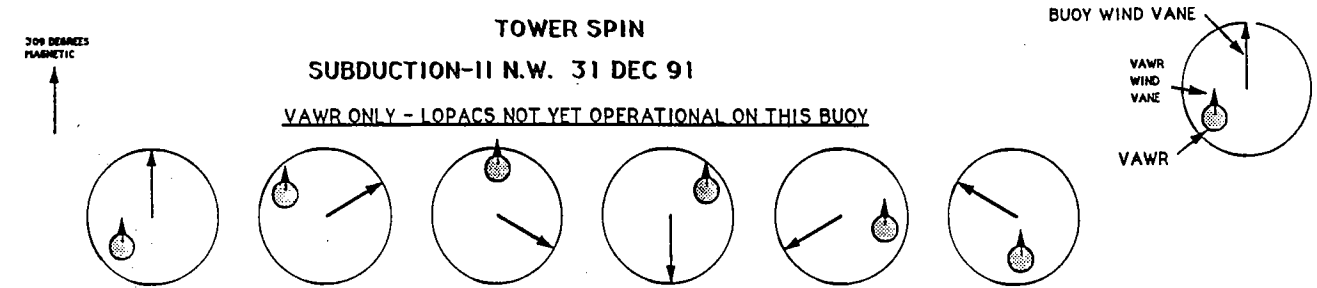 309 DEGREES
MAGNETIC
TOWER SPIN
SUBDUCTION-II N.W. 31 DEC 91
VAWR ONLY - LOPACS NOT YET OPERATIONAL ON THIS BUOY
BUOY WIND VANE
VAWR
WIND
VANE
VAWR